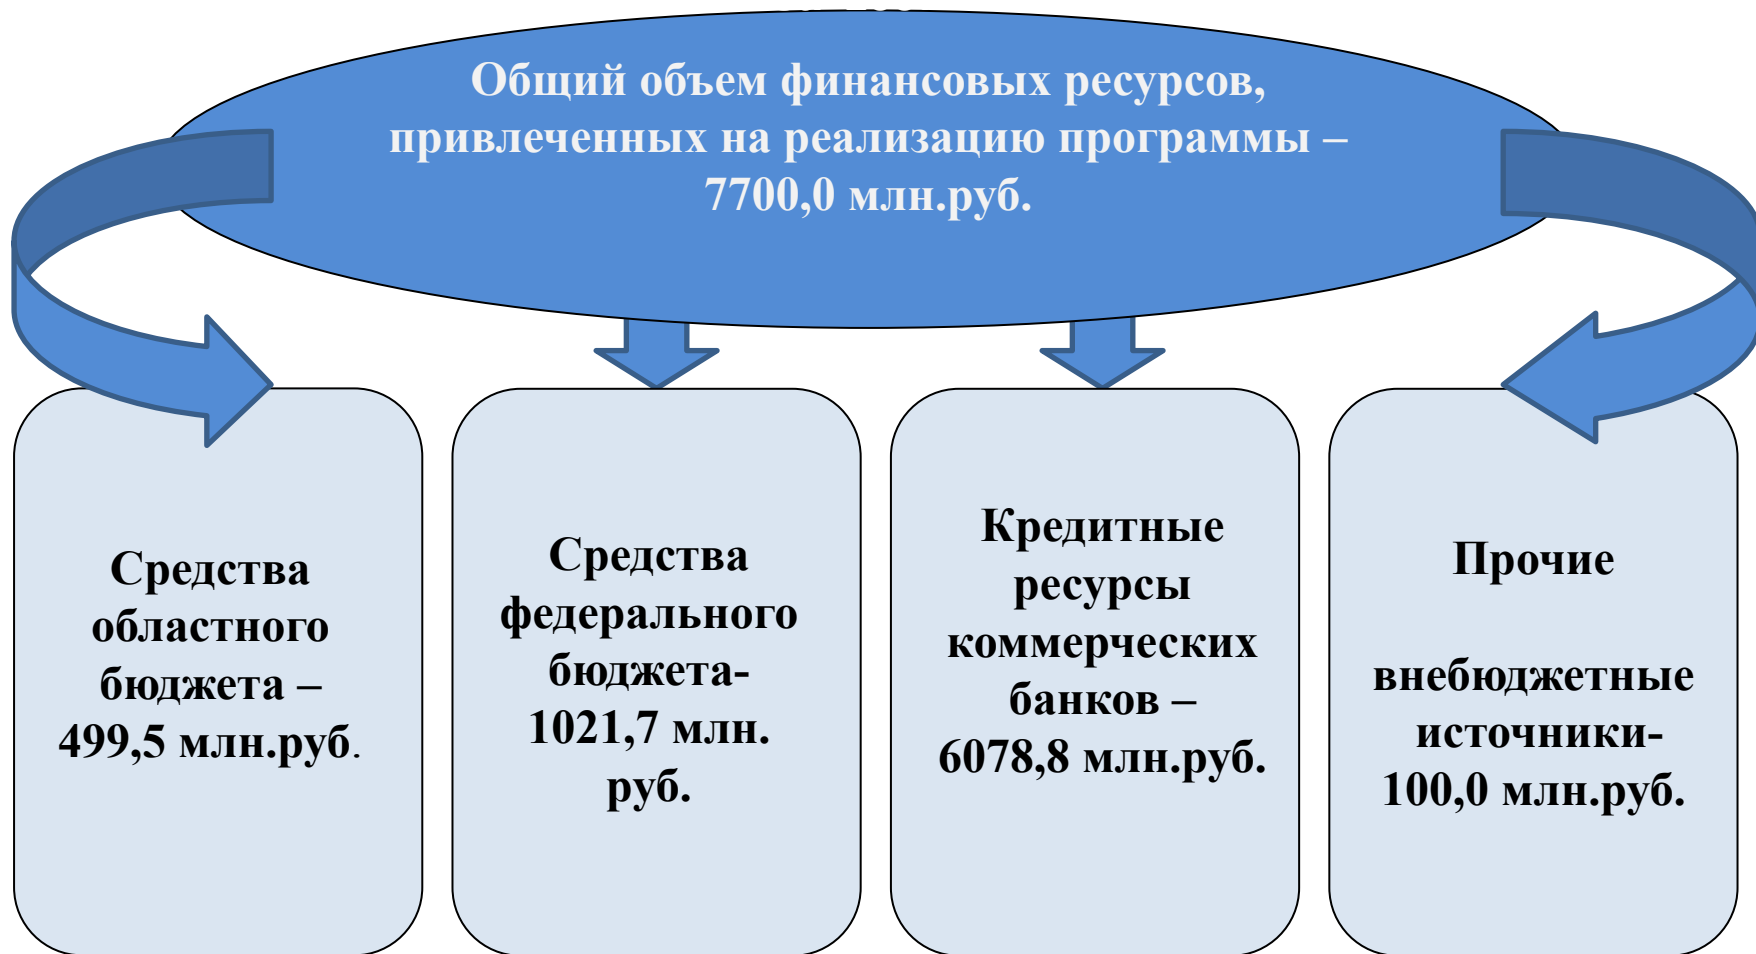 Общий объем финансовых ресурсов,
привлеченных на реализацию программы –
7700,0 млн.руб.
Средства
областного
бюджета –
499,5 млн.руб.
Средства
федерального
бюджета-
1021,7 млн.
руб.
Кредитные
ресурсы
коммерческих
банков –
6078,8 млн.руб.
Прочие
внебюджетные
источники-
100,0 млн.руб.